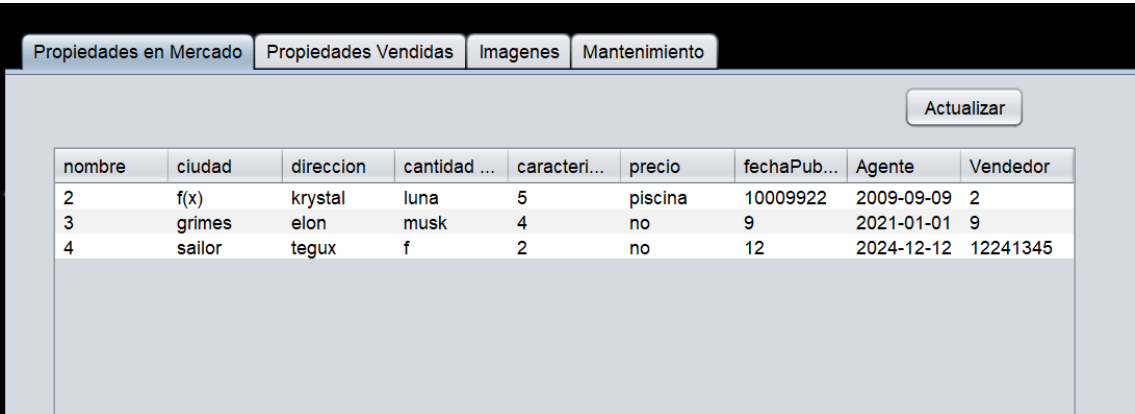 Propiedades en Mercado Propiedades Vendidas Imagenes Mantenimiento
Actualizar
nombre ciudad direccion cantidad ... caracteri... precio fechaPub... Agente Vendedor
2 f(x) krystal luna 5 piscina 10009922 2009-09-09 2
3 grimes elon musk 4 no 9 2021-01-01 9
4 sailor tegux f 2 no 12 2024-12-12 12241345